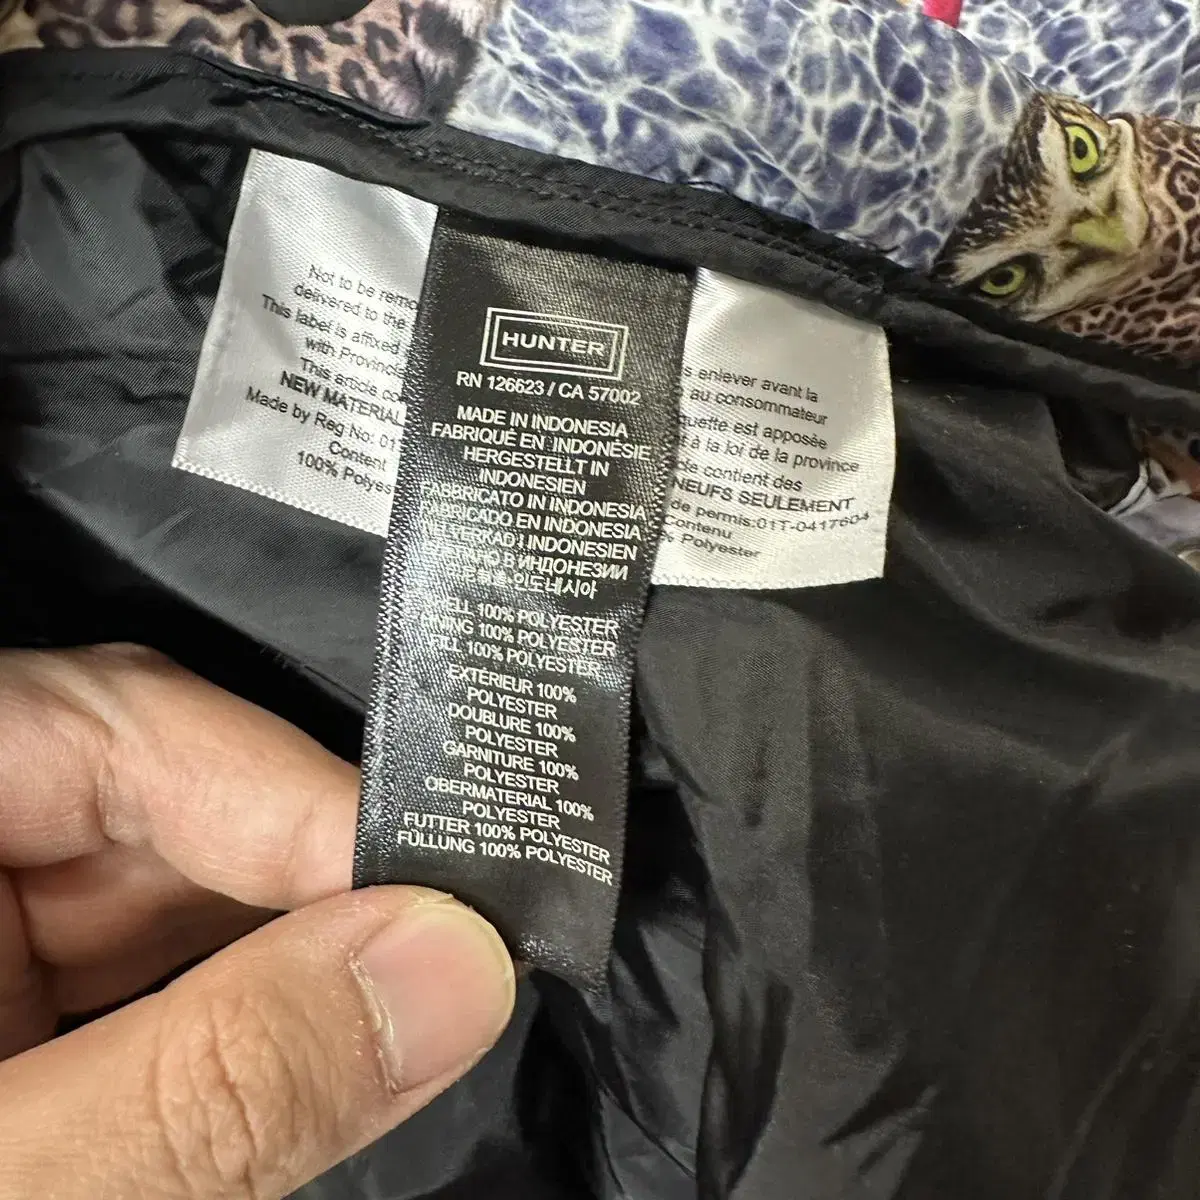 Not to be remo
delivered to the
This label is affixed
with Provincia
This article co
NEW MATERIAL
Made by Reg No: 01
Content
100% Polyes
HUNTER
RN 126623 / CA 57002
MADE IN INDONESIA
FABRIQUÉ EN INDONÉSIE
HERGESTELLT IN
INDONESIEN
FABBRICATO IN INDONESIA
FABRICADO EN INDONESIA
TILLVERKAD I INDONESIEN
В ИНДОНЕЗИИ
인도네시아
SHELL 100% POLYESTER
LINING 100% POLYESTER
FILL 100% POLYESTER
EXTÉRIEUR 100%
POLYESTER
DOUBLURE 100%
POLYESTER
GARNITURE 100%
POLYESTER
OBERMATERIAL 100%
POLYESTER
FUTTER 100% POLYESTER
FÜLLUNG 100% POLYESTER
s enlever avant la
au consommateur
quette est apposée
t à la loi de la province
cle contient des
NEUFS SEULEMENT
de permis:01T-0417604
Contenu
% Polyester